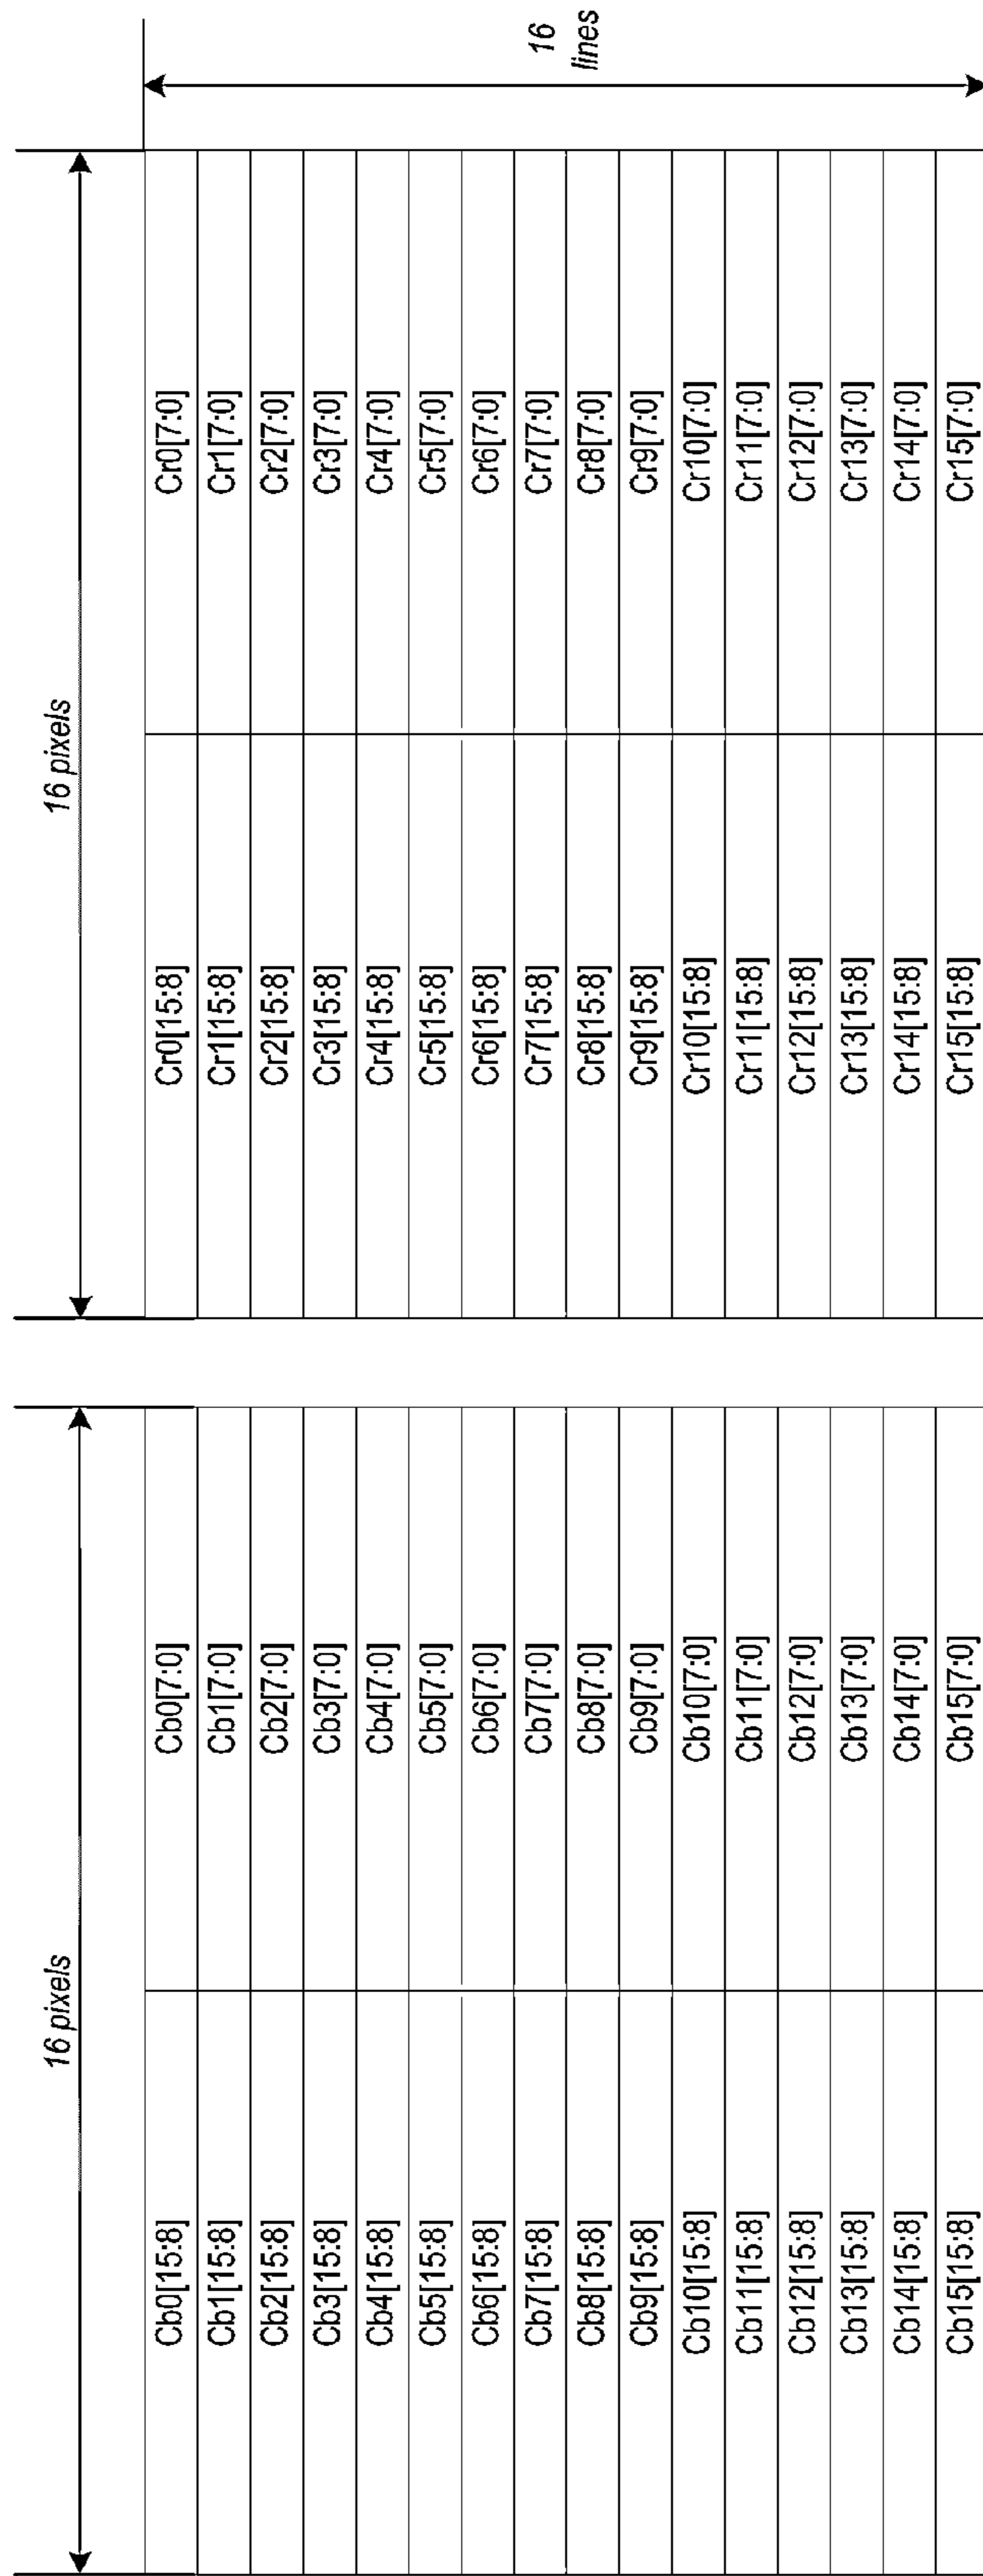 16 pixels 16 pixels
Cb0[15:8] Cb0[7:0] Cr0[15:8] Cr0[7:0]
Cb1[15:8] Cb1[7:0] Cr1[15:8] Cr1[7:0]
Cb2[15:8] Cb2[7:0] Cr2[15:8] Cr2[7:0]
Cb3[15:8] Cb3[7:0] Cr3[15:8] Cr3[7:0]
Cb4[15:8] Cb4[7:0] Cr4[15:8] Cr4[7:0]
Cb5[15:8] Cb5[7:0] Cr5[15:8] Cr5[7:0]
Cb6[15:8] Cb6[7:0] Cr6[15:8] Cr6[7:0]
Cb7[15:8] Cb7[7:0] Cr7[15:8] Cr7[7:0]
Cb8[15:8] Cb8[7:0] Cr8[15:8] Cr8[7:0]
Cb9[15:8] Cb9[7:0] Cr9[15:8] Cr9[7:0]
Cb10[15:8] Cb10[7:0] Cr10[15:8] Cr10[7:0]
Cb11[15:8] Cb11[7:0] Cr11[15:8] Cr11[7:0]
Cb12[15:8] Cb12[7:0] Cr12[15:8] Cr12[7:0]
Cb13[15:8] Cb13[7:0] Cr13[15:8] Cr13[7:0]
Cb14[15:8] Cb14[7:0] Cr14[15:8] Cr14[7:0]
Cb15[15:8] Cb15[7:0] Cr15[15:8] Cr15[7:0]
16
lines